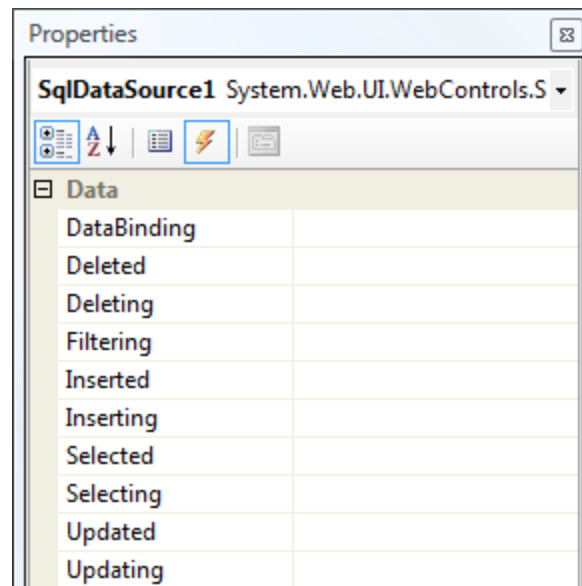 Properties
SqlDataSource1 System.Web.UI.WebControls.S
A
Z
Data
DataBinding
Deleted
Deleting
Filtering
Inserted
Inserting
Selected
Selecting
Updated
Updating